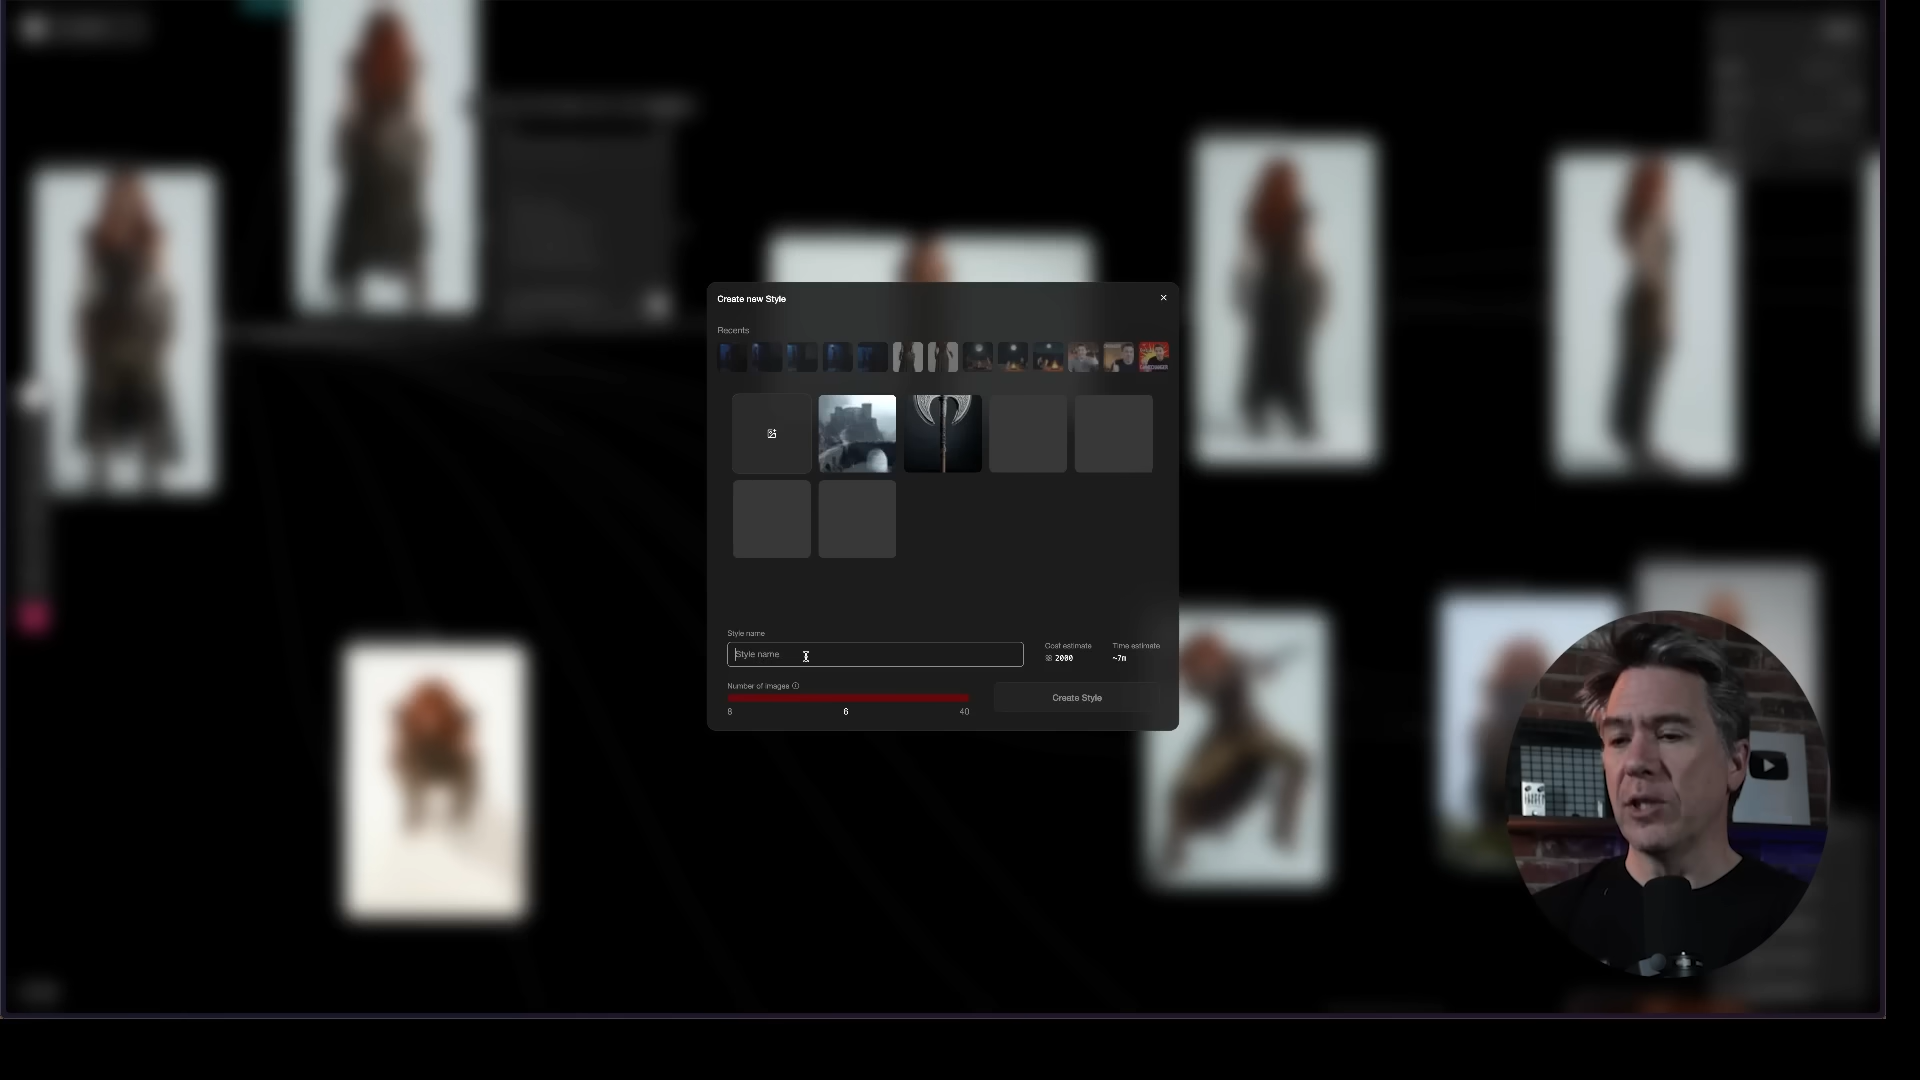 Create new Style
Recents
Style name
Style name
Cost estimate
2000
Time estimate
~7m
Number of images
8
6
40
Create Style